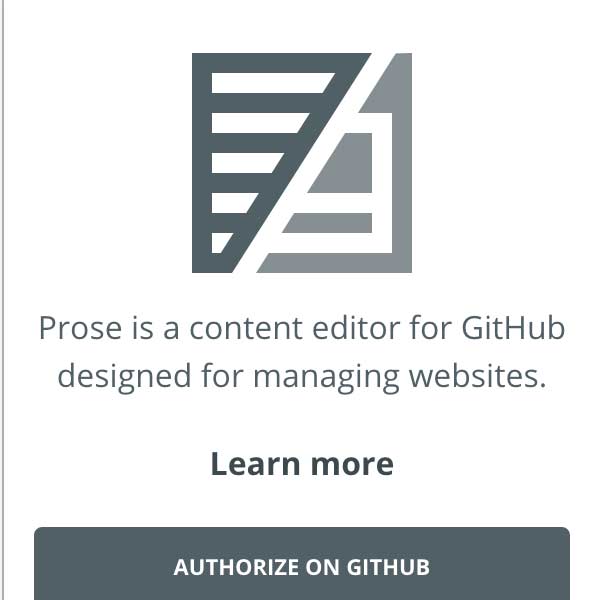 Prose is a content editor for GitHub
designed for managing websites.
Learn more
AUTHORIZE ON GITHUB